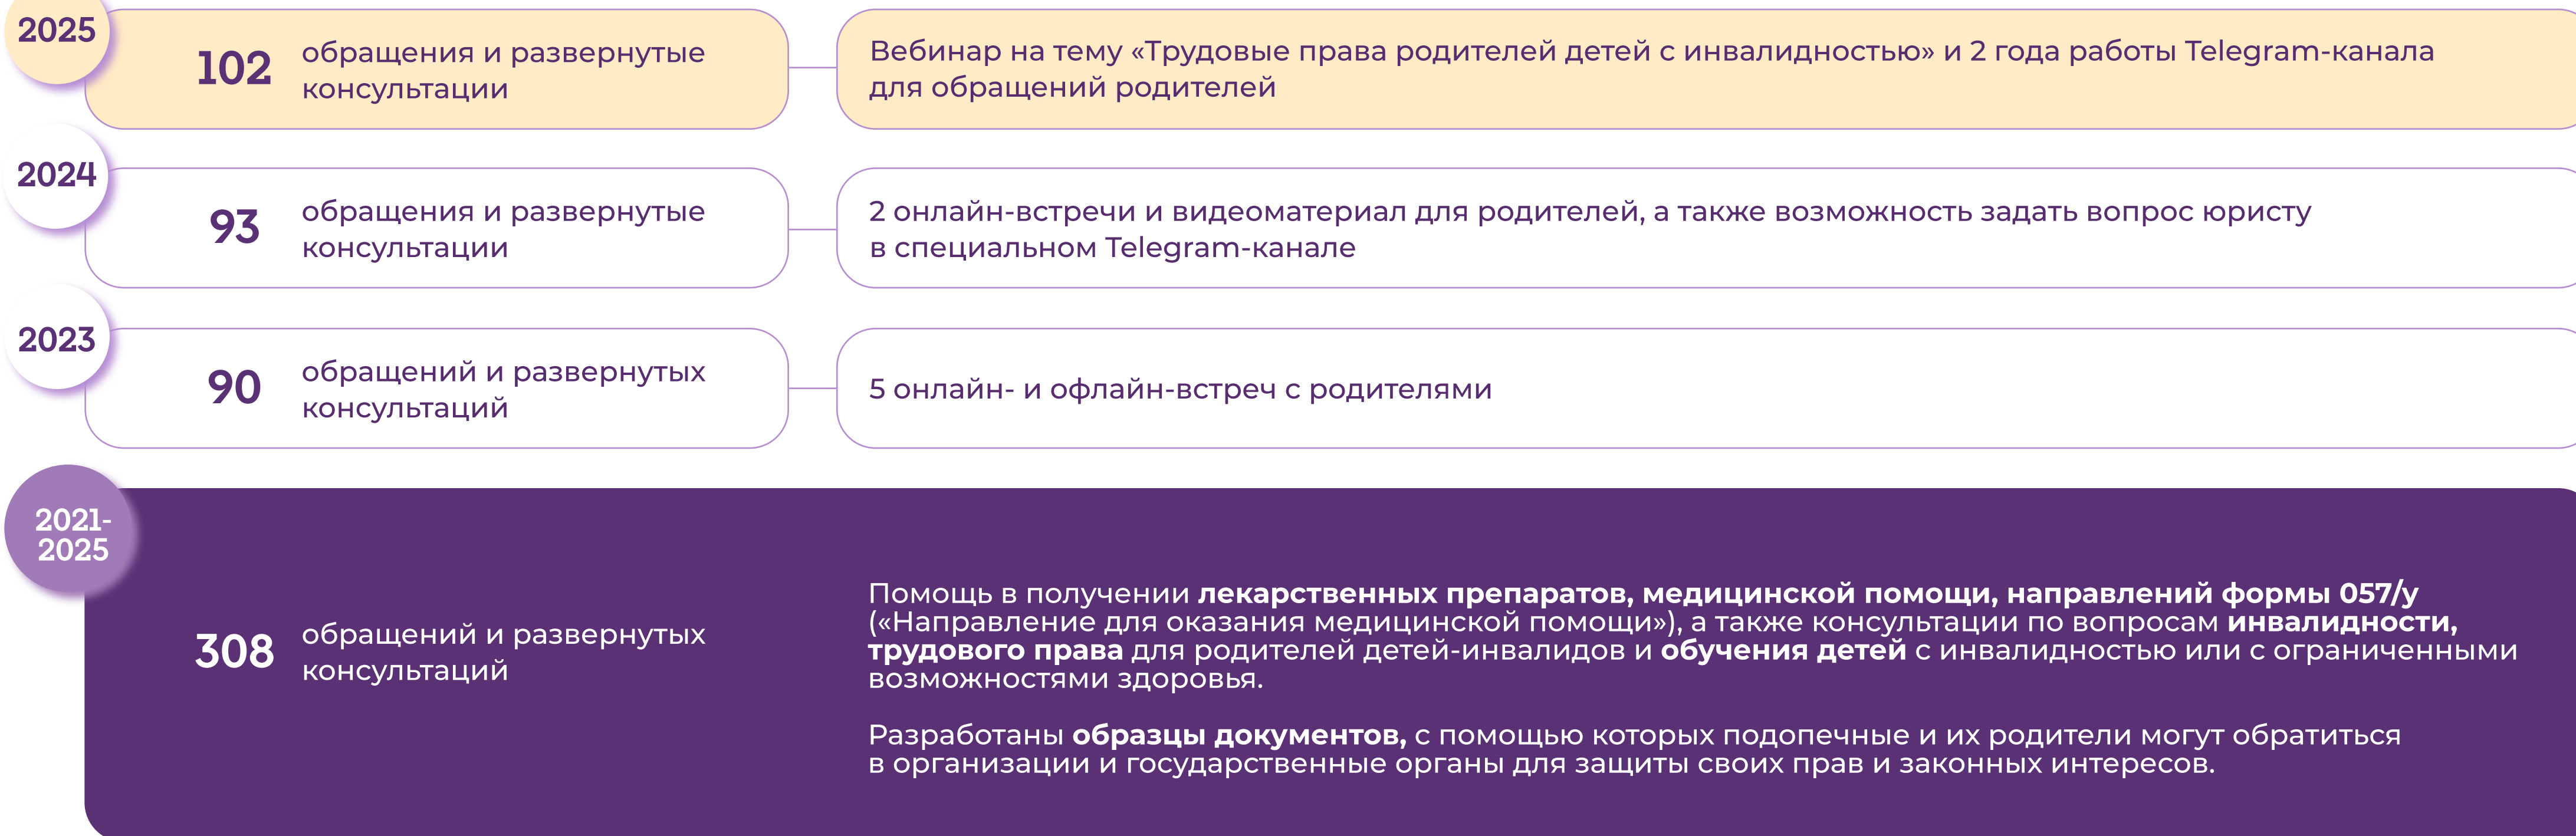 2025
102
обращения и развернутые
консультации
Вебинар на тему «Трудовые права родителей детей с инвалидностью» и 2 года работы Telegram-канала
для обращений родителей
2024
93
обращения и развернутые
консультации
2 онлайн-встречи и видеоматериал для родителей, а также возможность задать вопрос юристу
в специальном Telegram-канале
2023
90
обращений и развернутых
консультаций
5 онлайн- и офлайн-встреч с родителями
2021-
2025
308
обращений и развернутых
консультаций
Помощь в получении лекарственных препаратов, медицинской помощи, направлений формы 057/у
(«Направление для оказания медицинской помощи»), а также консультации по вопросам инвалидности,
трудового права для родителей детей-инвалидов и обучения детей с инвалидностью или с ограниченными
возможностями здоровья.
Разработаны образцы документов, с помощью которых подопечные и их родители могут обратиться
в организации и государственные органы для защиты своих прав и законных интересов.